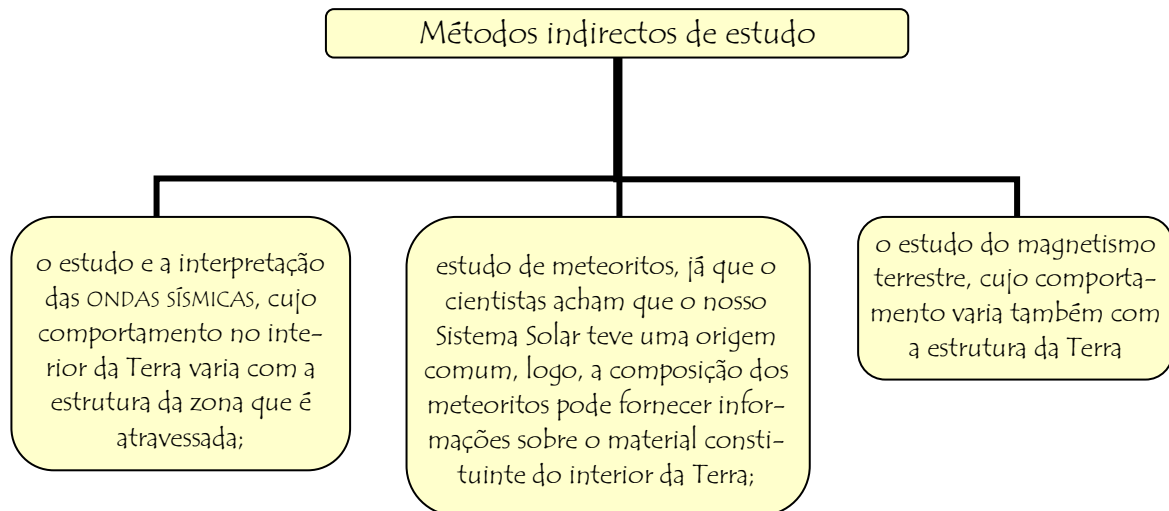 Métodos indirectos de estudo
o estudo e a interpretação
das ONDAS SÍSMICAS, cujo
comportamento no inte-
rior da Terra varia com a
estrutura da zona que é
atravessada;
estudo de meteoritos, já que o
cientistas acham que o nosso
Sistema Solar teve uma origem
comum, logo, a composição dos
meteoritos pode fornecer infor-
mações sobre o material consti-
tuinte do interior da Terra;
o estudo do magnetismo
terrestre, cujo comporta-
mento varia também com
a estrutura da Terra